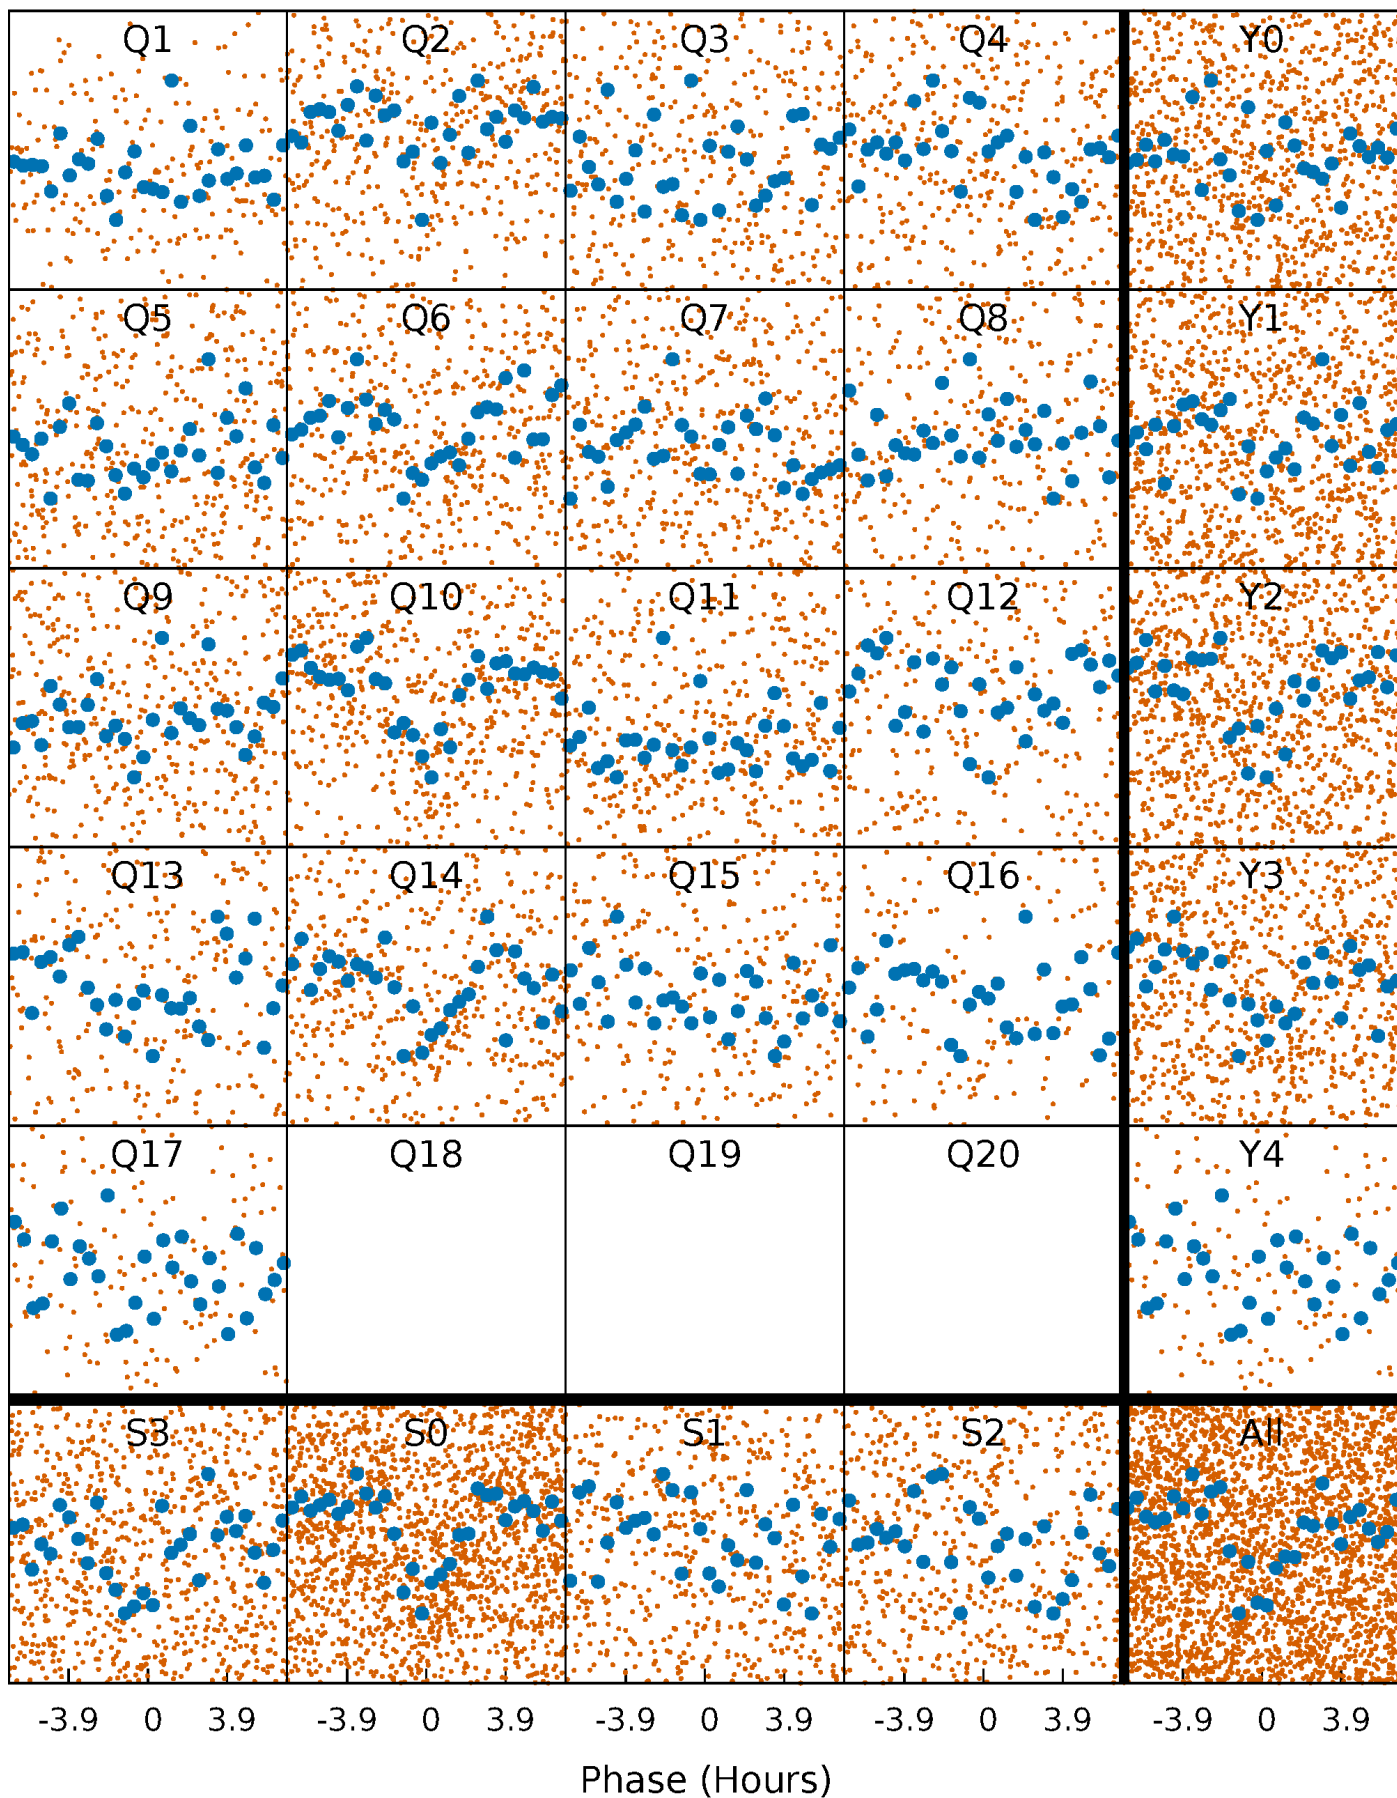 Q1 Q2 Q3 Q4 Y0
Q5 Q6 Q7 Q8 Y1
Q9 Q10 Q11 Q12 Y2
Q13 Q14 Q15 Q16 Y3
Q17 Q18 Q19 Q20 Y4
S3 S0 S1 S2 All
-3.9 0 3.9 -3.9 0 3.9 -3.9 0 3.9 -3.9 0 3.9 -3.9 0 3.9
Phase (Hours)